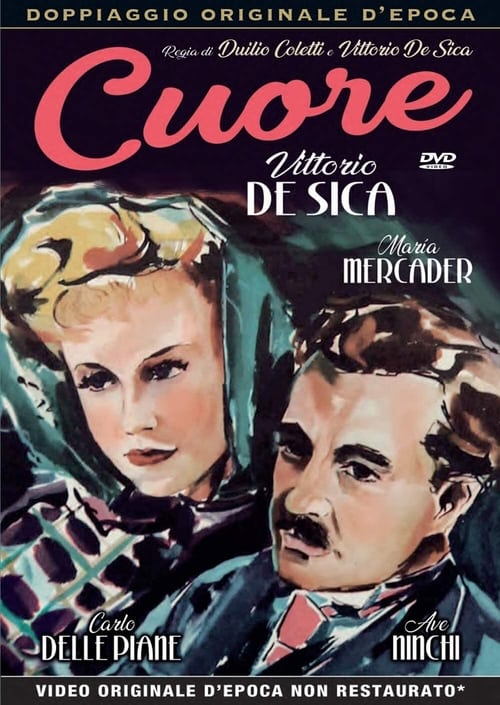 DOPPIAGGIO ORIGINALE D'EPOCA
Regia di Duilio Coletti e Vittorio De Sica
Cuore
Vittorio
DE SICA
DVD
VIDEO
Maria
MERCADER
Carlo
DELLE PIANE
Ave
NINCHI
VIDEO ORIGINALE D'EPOCA NON RESTAURATO*